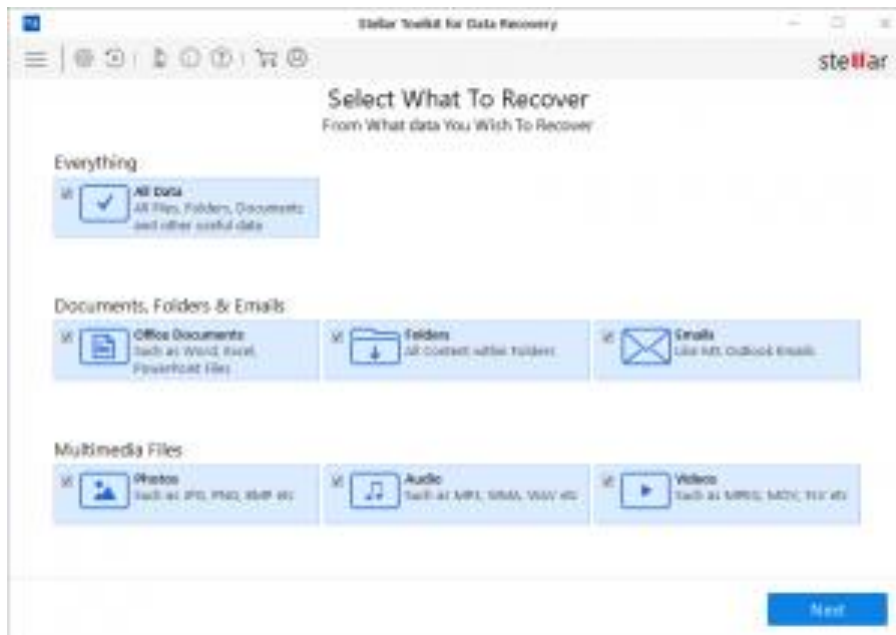 Stellar Toolkit for Data Recovery
stellar
Select What To Recover
From What data You Wish To Recover
Everything
All Data
All Files, Folders, Documents
and other useful data
Documents, Folders & Emails
Office Documents
Such as Word, Excel,
PowerPoint Files
Folders
All Content within Folders
Emails
Like MS Outlook Emails
Multimedia Files
Photos
Such as JPG, PNG, BMP etc
Audio
Such as MP3, WMA, WAV etc
Videos
Such as MPEG, MOV, FLV etc
Next